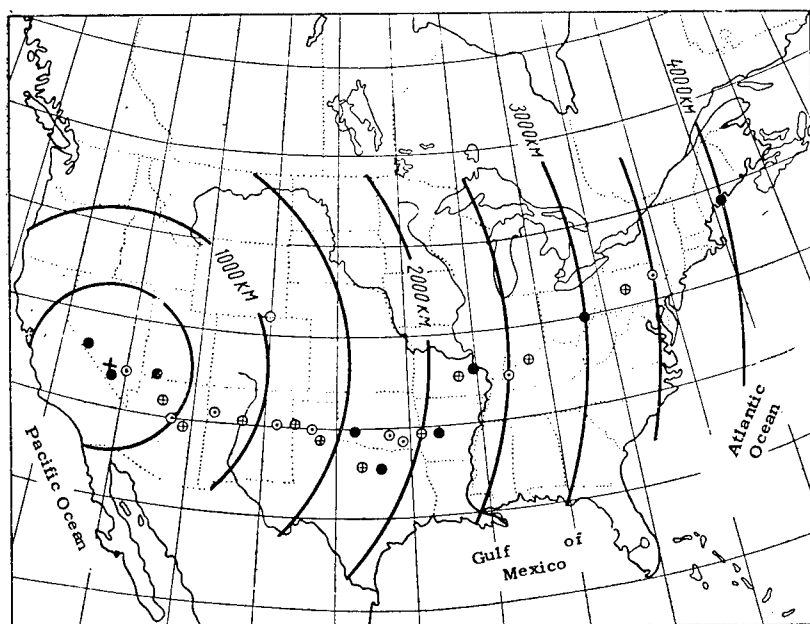 4000KM
3000KM
1000KM
2000KM
Pacific Ocean
Atlantic
Ocean
Gulf of
Mexico